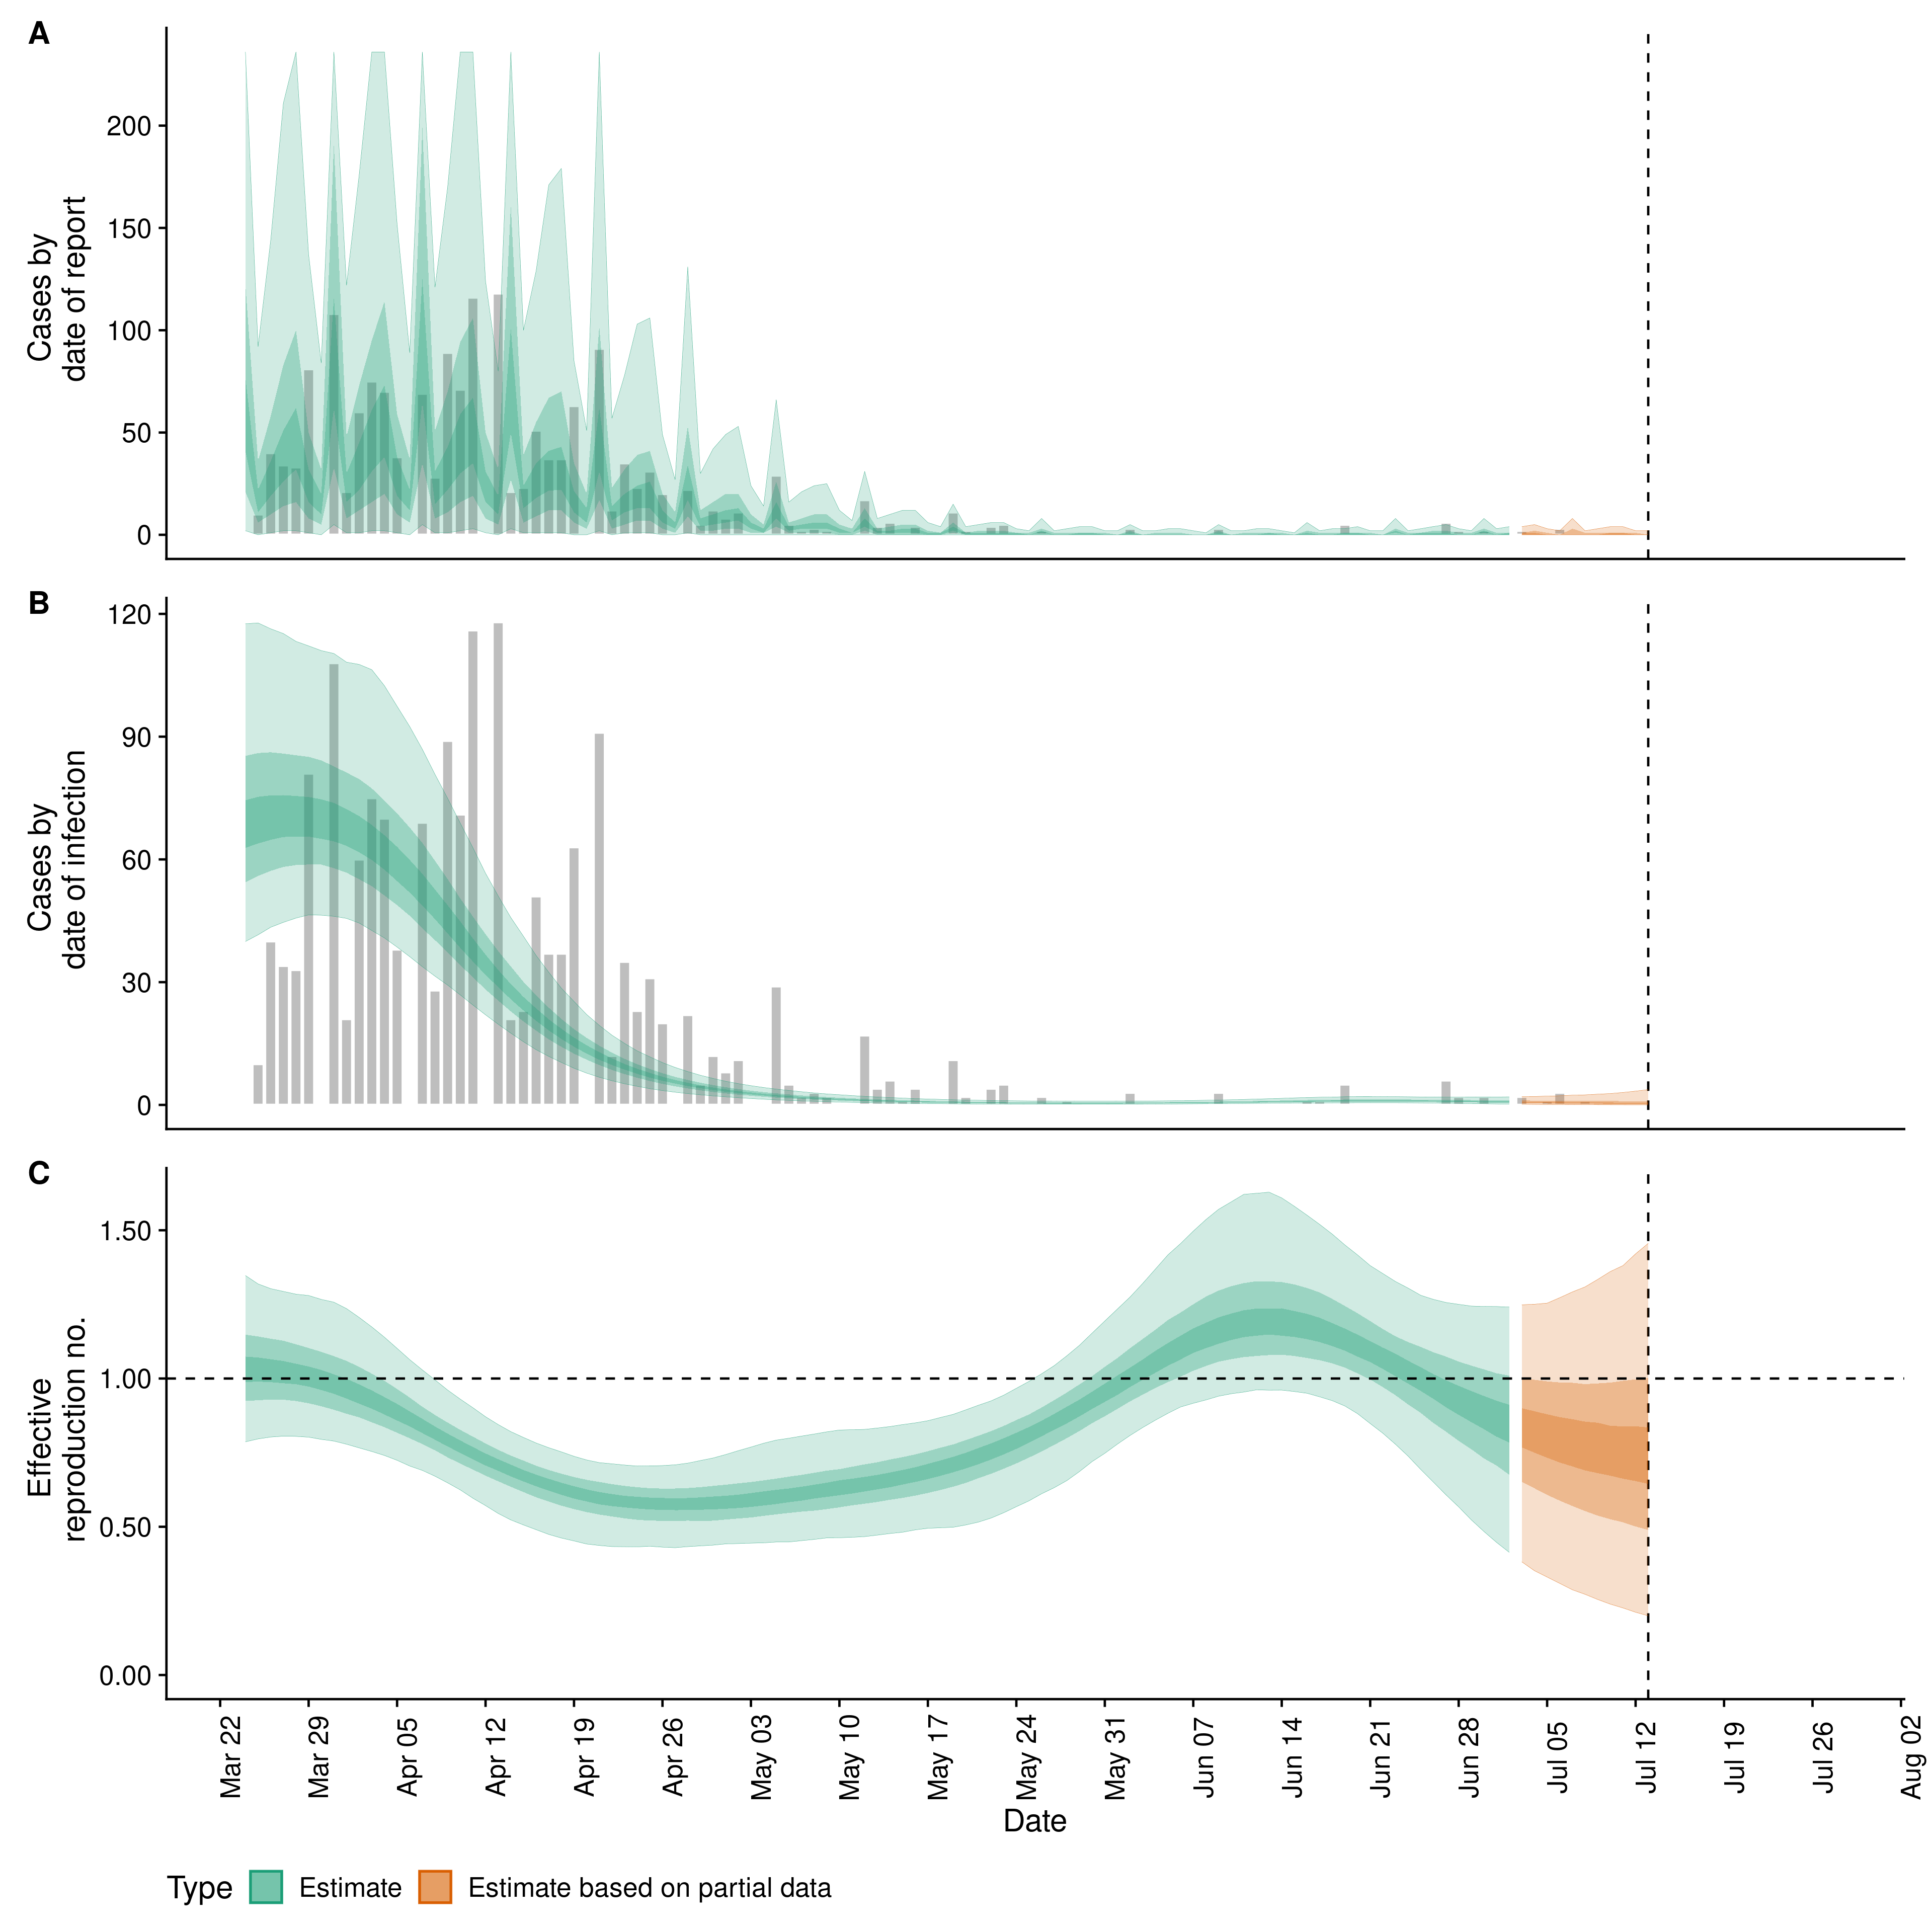 A
Cases by
date of report
200
150
100
50
0
B
Cases by
date of infection
120
90
60
30
0
C
Effective
reproduction no.
1.50
1.00
0.50
0.00
Mar 22
Mar 29
Apr 05
Apr 12
Apr 19
Apr 26
May 03
May 10
May 17
May 24
May 31
Jun 07
Jun 14
Jun 21
Jun 28
Jul 05
Jul 12
Jul 19
Jul 26
Aug 02
Date
Type Estimate Estimate based on partial data